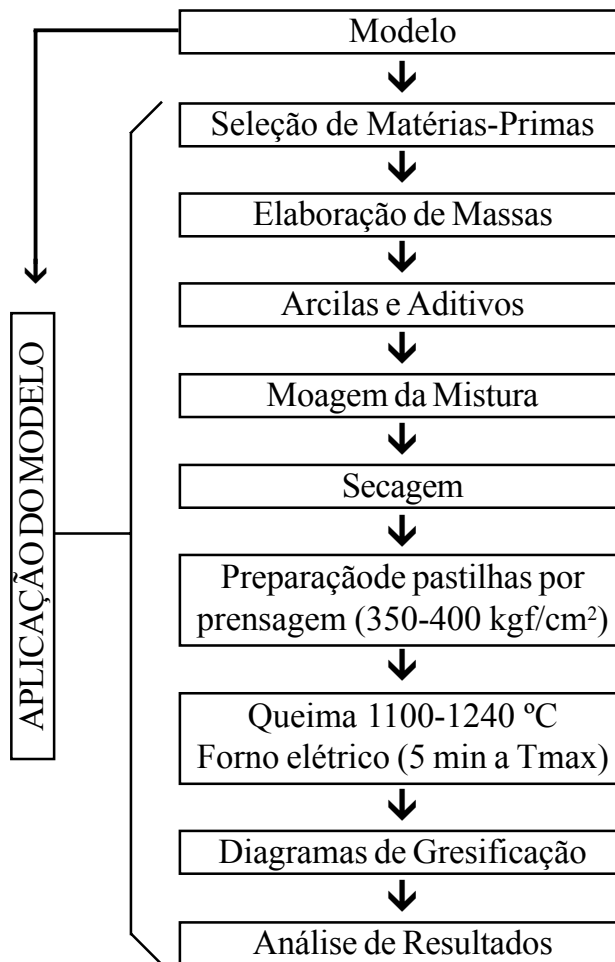 Modelo
Seleção de Matérias-Primas
Elaboração de Massas
Arcilas e Aditivos
Moagem da Mistura
Secagem
Preparaçãode pastilhas por
prensagem (350-400 kgf/cm²)
Queima 1100-1240 ºC
Forno elétrico (5 min a Tmax)
Diagramas de Gresificação
Análise de Resultados
APLICAÇÃO DO MODELO